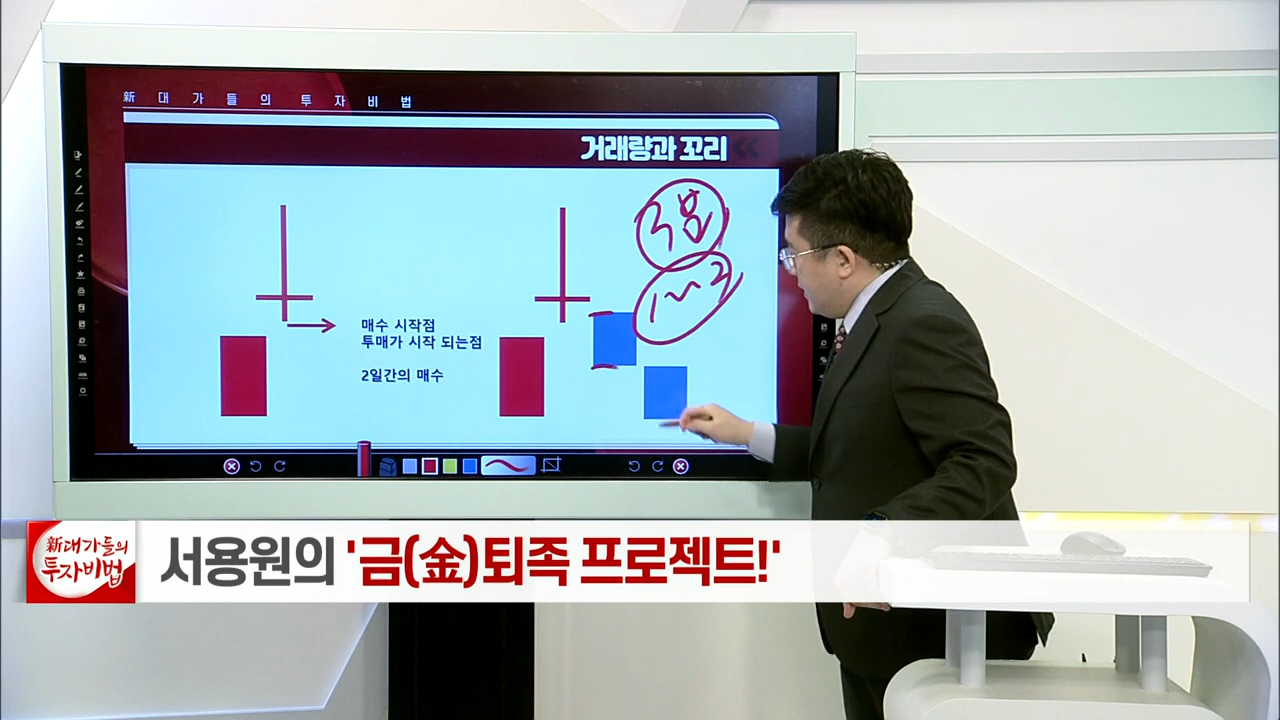 新 대 가 들 의 투 자 비 법
거래량과 꼬리
매수 시작점
투매가 시작 되는점
2일간의 매수
1~2
新대가들의
투자비법
서용원의 '금(金)퇴족 프로젝트!'